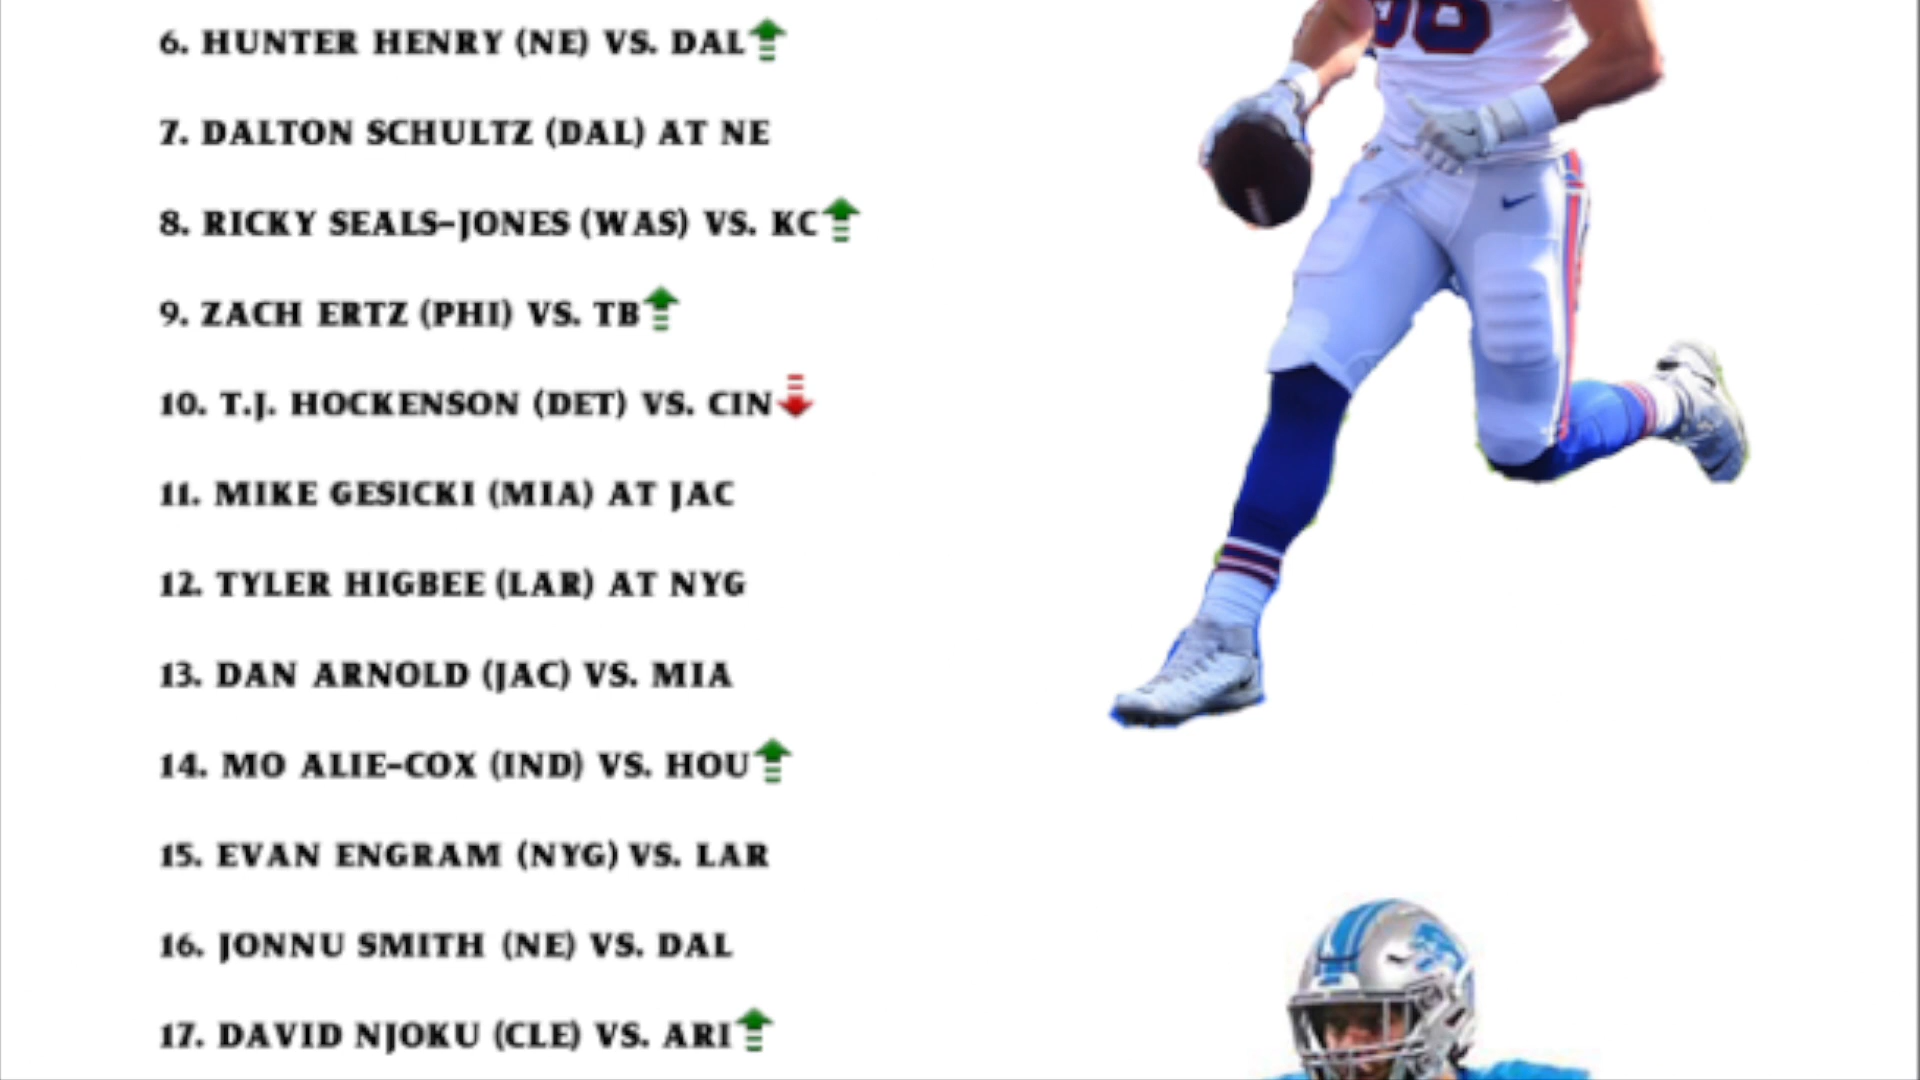 6. HUNTER HENRY (NE) VS. DAL
7. DALTON SCHULTZ (DAL) AT NE
8. RICKY SEALS-JONES (WAS) VS. KC
9. ZACH ERTZ (PHI) VS. TB
10. T.J. HOCKENSON (DET) VS. CIN
11. MIKE GESICKI (MIA) AT JAC
12. TYLER HIGBEE (LAR) AT NYG
13. DAN ARNOLD (JAC) VS. MIA
14. MO ALIE-COX (IND) VS. HOU
15. EVAN ENGRAM (NYG) VS. LAR
16. JONNU SMITH (NE) VS. DAL
17. DAVID NJOKU (CLE) VS. ARI